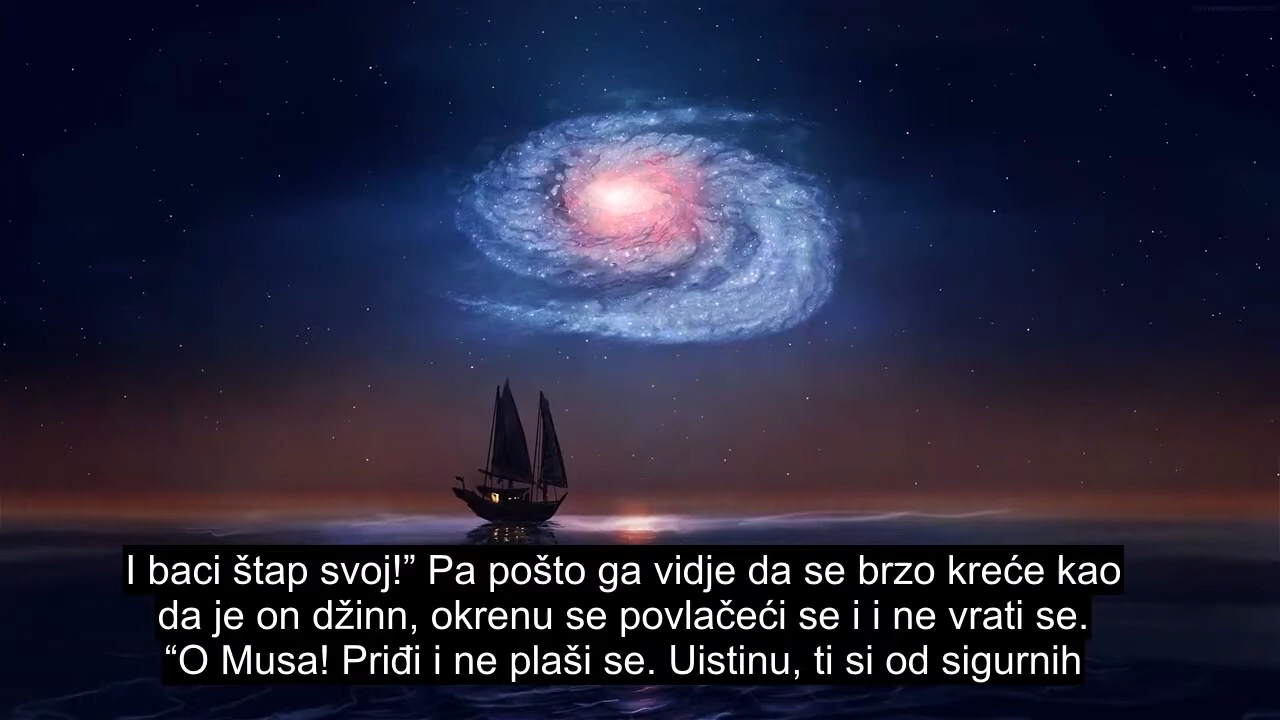 I baci štap svoj!” Pa pošto ga vidje da se brzo kreće kao
da je on džinn, okrenu se povlačeći se i i ne vrati se.
“O Musa! Priđi i ne plaši se. Uistinu, ti si od sigurnih